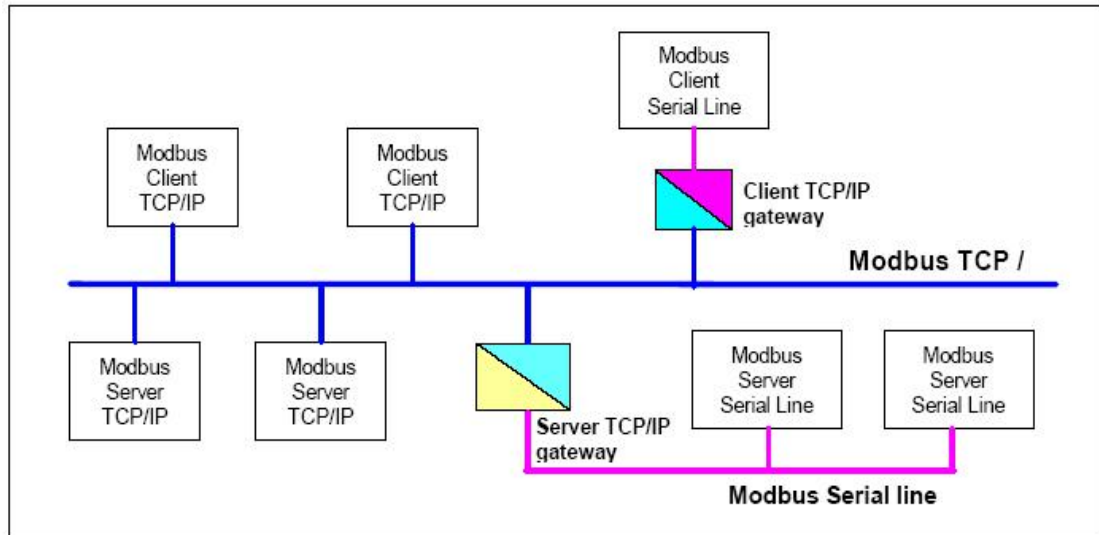 Modbus
Client
Serial Line
Modbus
Client
TCP/IP
Modbus
Client
TCP/IP
Client TCP/IP
gateway
Modbus TCP /
Modbus
Server
TCP/IP
Modbus
Server
TCP/IP
Server TCP/IP
gateway
Modbus
Server
Serial Line
Modbus
Server
Serial Line
Modbus Serial line